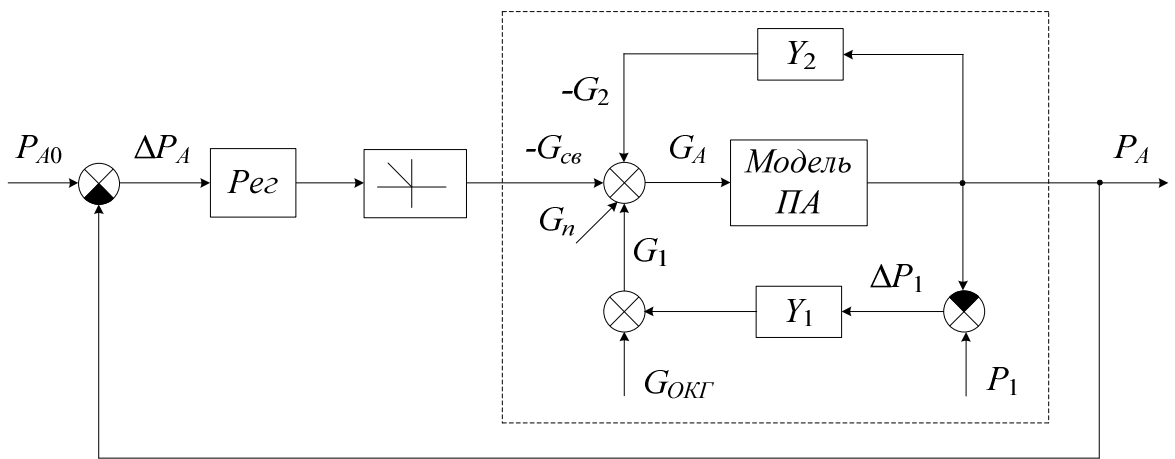 Y2
-G2
PA0
ΔPA
-Gсв
GA
PA
Рег
Модель
ПА
Gп
G1
ΔP1
Y1
GОКГ
P1